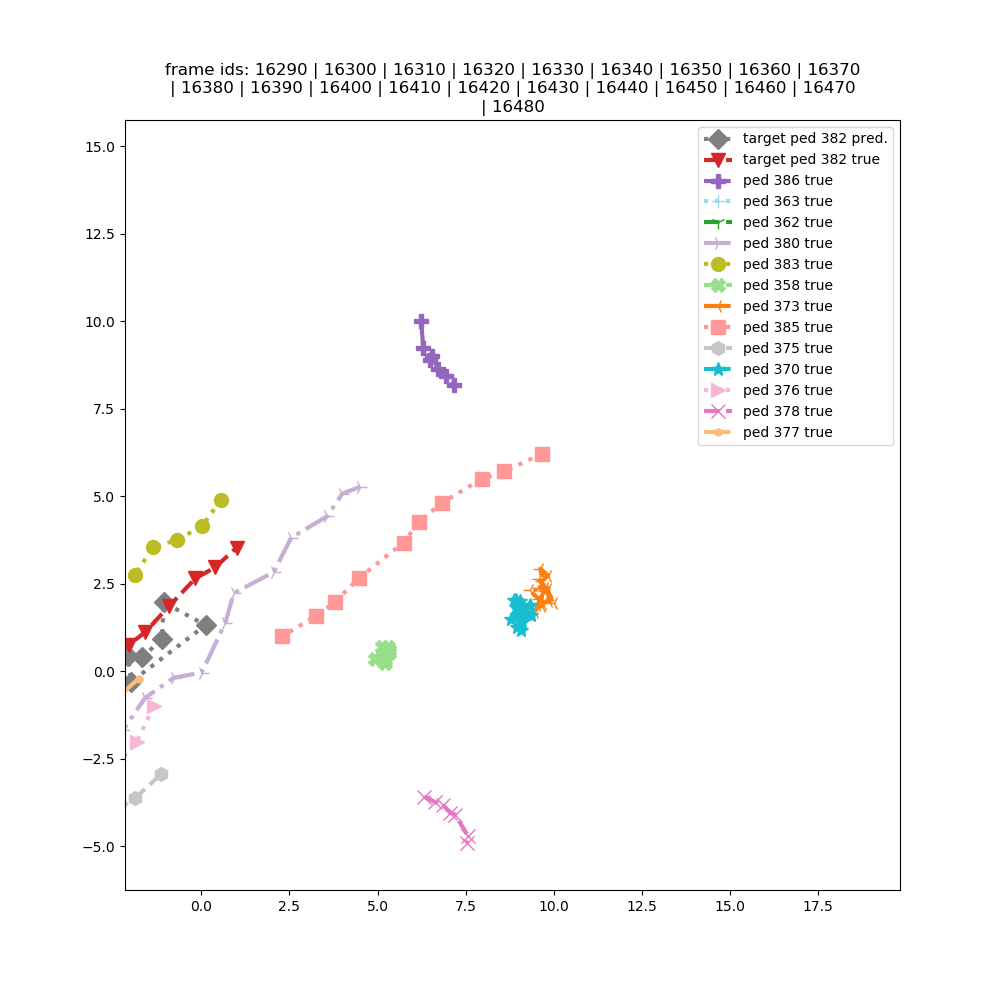 frame ids: 16290 | 16300 | 16310 | 16320 | 16330 | 16340 | 16350 | 16360 | 16370
| 16380 | 16390 | 16400 | 16410 | 16420 | 16430 | 16440 | 16450 | 16460 | 16470
| 16480
target ped 382 pred.
target ped 382 true
ped 386 true
ped 363 true
ped 362 true
ped 380 true
ped 383 true
ped 358 true
ped 373 true
ped 385 true
ped 375 true
ped 370 true
ped 376 true
ped 378 true
ped 377 true
15.0
12.5
10.0
7.5
5.0
2.5
0.0
−2.5
−5.0
0.0 2.5 5.0 7.5 10.0 12.5 15.0 17.5